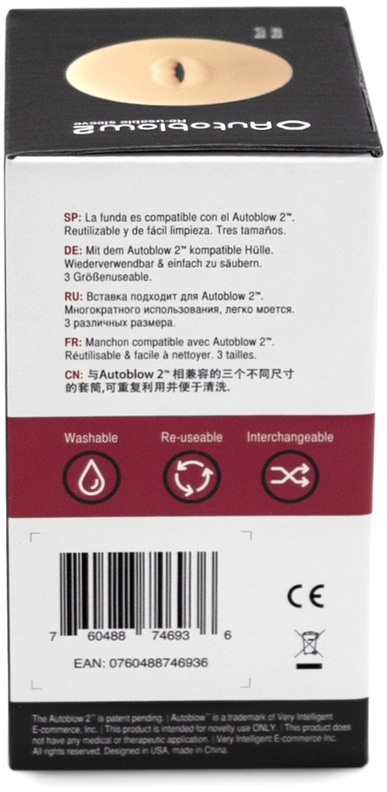 Autoblow2
Re-useable sleeve
SP: La funda es compatible con el Autoblow 2™.
Reutilizable y de fácil limpieza. Tres tamaños.
DE: Mit dem Autoblow 2™ kompatible Hülle.
Wiederverwendbar & einfach zu säubern.
3 Größenuseable.
RU: Вставка подходит для Autoblow 2™.
Многократного использования, легко моется.
3 различных размера.
FR: Manchon compatible avec Autoblow 2™.
Réutilisable & facile à nettoyer. 3 tailles.
CN: 与Autoblow 2™ 相兼容的三个不同尺寸
的套筒,可重复利用并便于清洗.
Washable Re-useable Interchangeable
7 60488 74693 6
EAN: 0760488746936
CE
The Autoblow 2™ is patent pending. | Autoblow™ is a trademark of Very Intelligent
E-commerce, Inc. | This product is intended for novelty use ONLY. | This product does
not have any medical or therapeutic application. | Very Intelligent E-commerce Inc.
All rights reserved. Designed in USA, made in China.